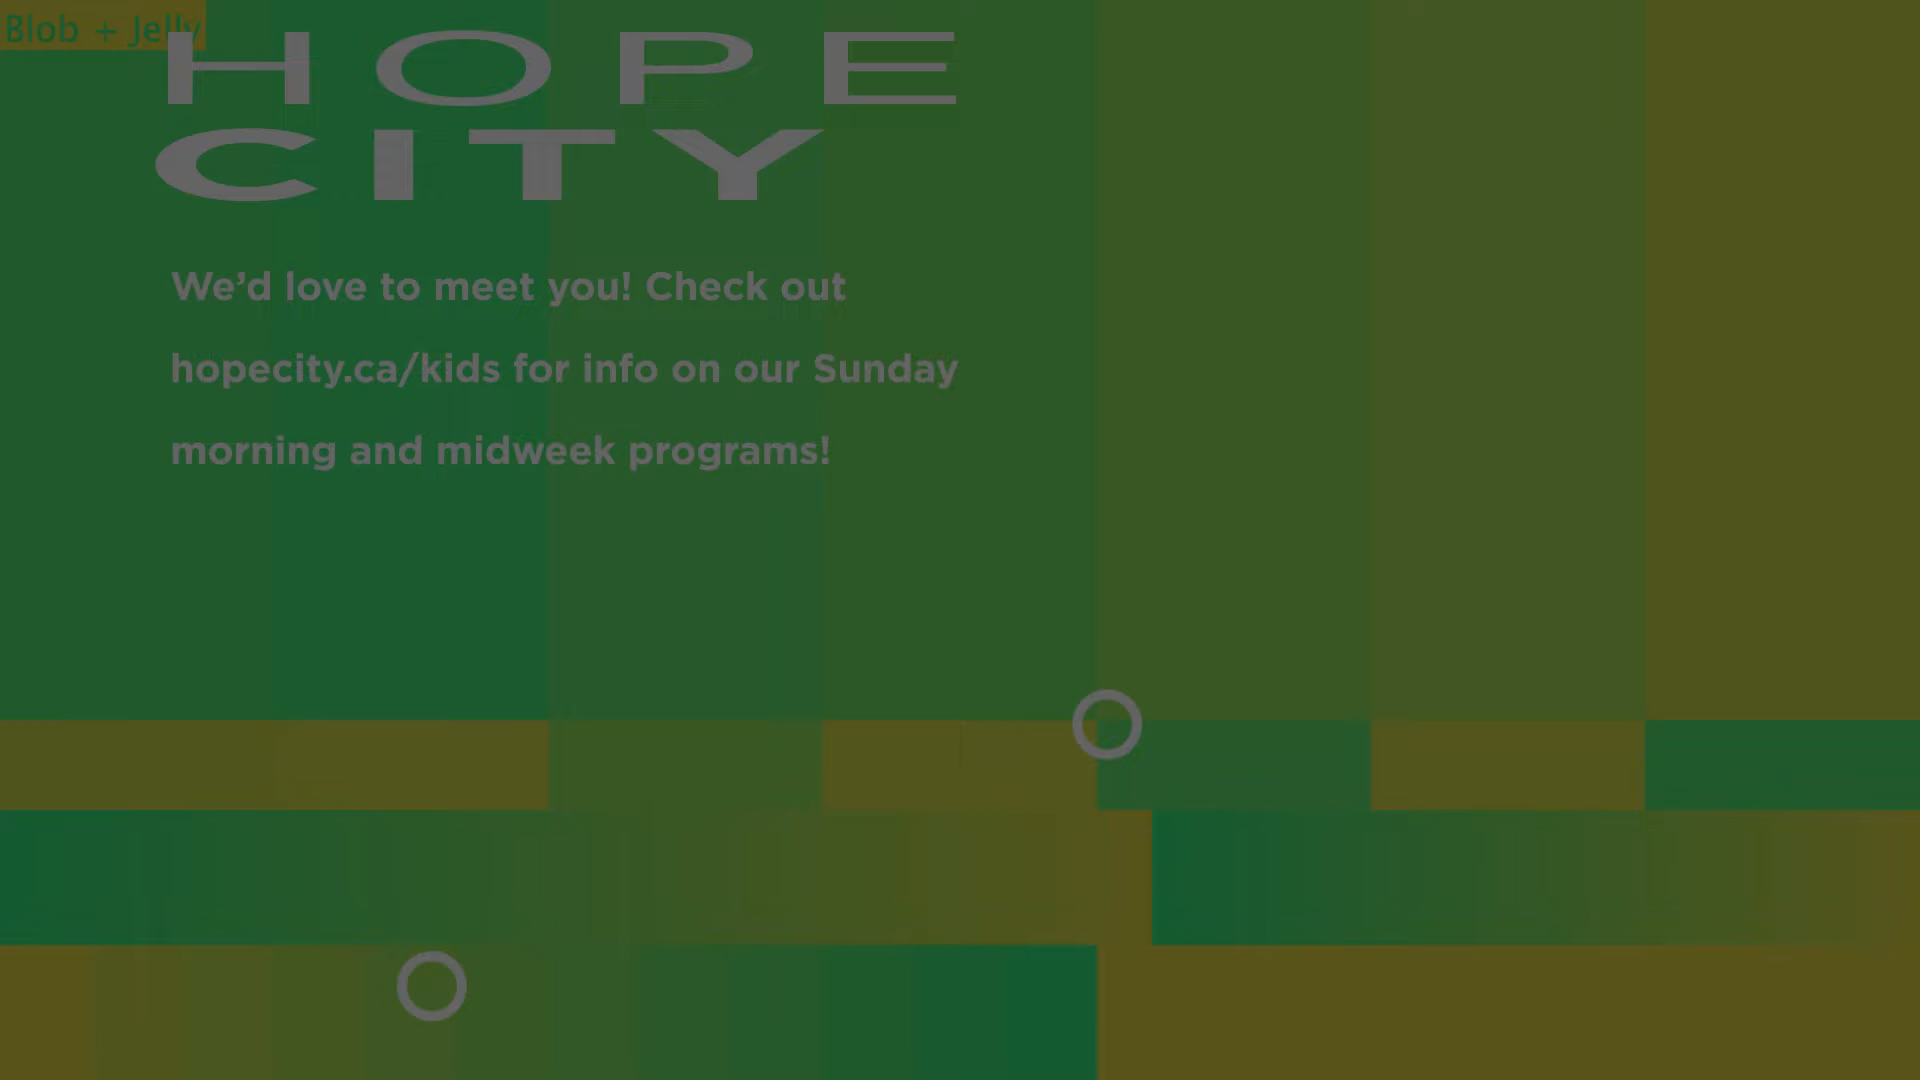 Blob + Jelly
HOPE
CITY
We’d love to meet you! Check out
hopecity.ca/kids for info on our Sunday
morning and midweek programs!